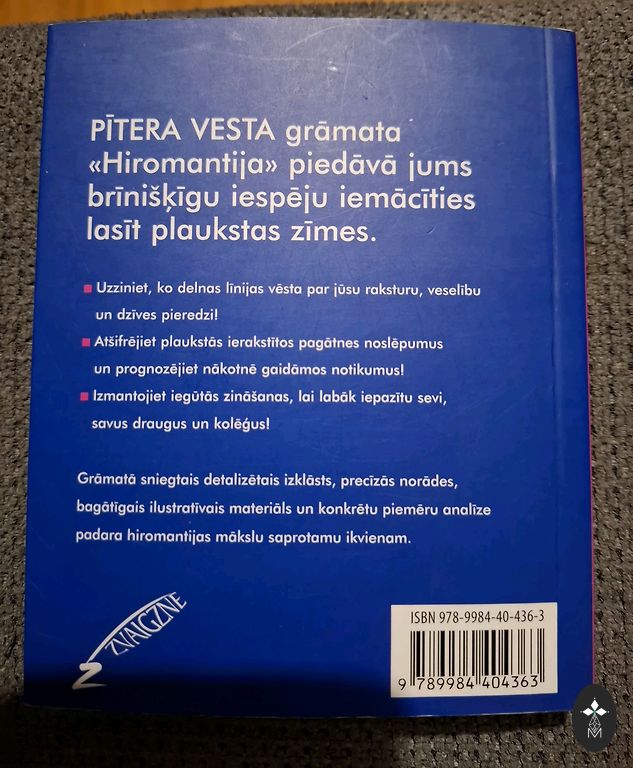 PĪTERA VESTA grāmata
«Hiromantija» piedāvā jums
brīnišķīgu iespēju iemācīties
lasīt plaukstas zīmes.
Uzziniet, ko delnas līnijas vēsta par jūsu raksturu, veselību
un dzīves pieredzi!
Atšifrējiet plaukstās ierakstītos pagātnes noslēpumus
un prognozējiet nākotnē gaidāmos notikumus!
Izmantojiet iegūtās zināšanas, lai labāk iepazītu sevi,
savus draugus un kolēģus!
Grāmatā sniegtais detalizētais izklāsts, precīzās norādes,
bagātīgais ilustratīvais materiāls un konkrētu piemēru analīze
padara hiromantijas mākslu saprotamu ikvienam.
ZVAIGZNE
ISBN 978-9984-40-436-3
9 789984 404363
M